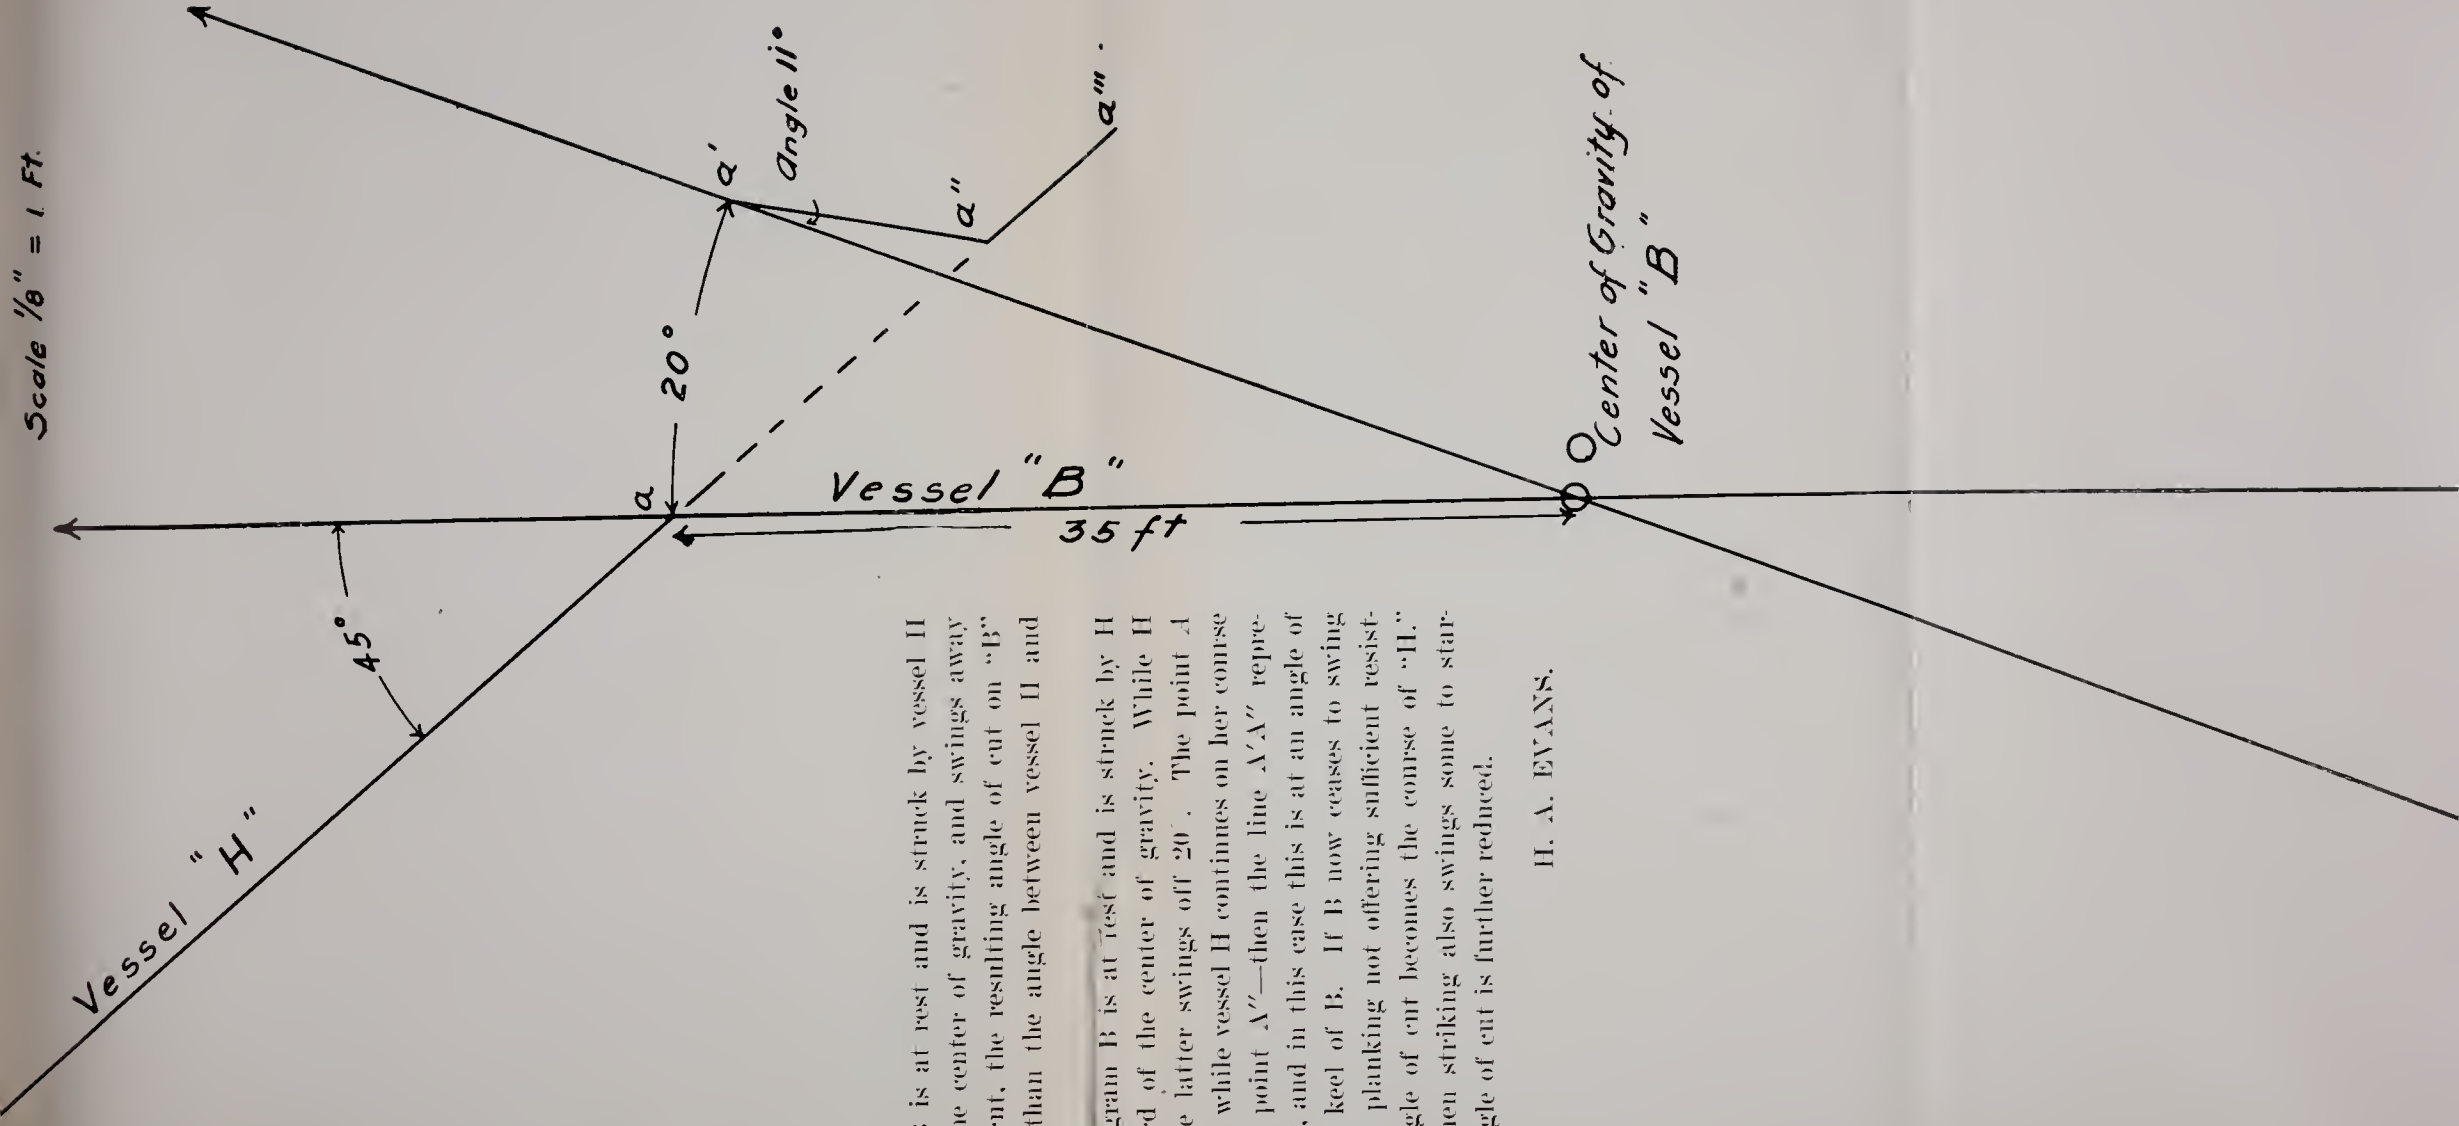 Scale 1/8" = 1 Ft.
Vessel "H"
45°
a
20°
a'
Angle 11°
a"
a'''
Vessel "B"
35 ft
Center of Gravity of
Vessel "B"
is at rest and is struck by vessel H
center of gravity, and swings away
the resulting angle of cut on "B"
than the angle between vessel H and
gram B is at rest and is struck by H
of the center of gravity. While H
latter swings off 20°. The point A
while vessel H continues on her course
point A″—then the line A′A″ repre-
, and in this case this is at an angle of
keel of B. If B now ceases to swing
planking not offering sufficient resist-
gle of cut becomes the course of "H."
striking also swings some to star-
gle of cut is further reduced.
H. A. EVANS.